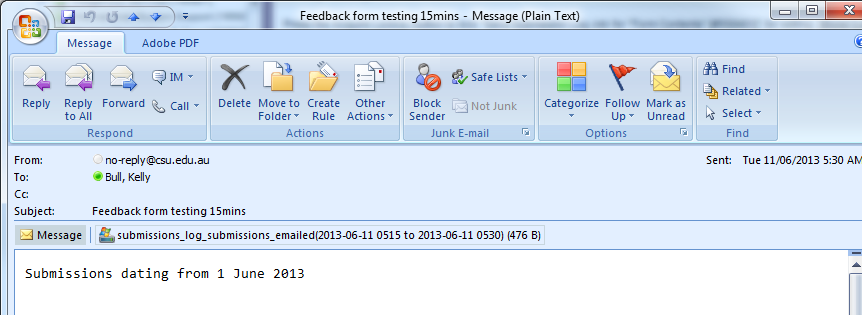 Feedback form testing 15mins - Message (Plain Text)
Message Adobe PDF
Reply Reply to All Forward IM Call
Respond
Delete Move to Folder Create Rule Other Actions
Actions
Block Sender Safe Lists Not Junk
Junk E-mail
Categorize Follow Up Mark as Unread
Options
Find Related Select
Find
From: no-reply@csu.edu.au Sent: Tue 11/06/2013 5:30 AM
To: Bull, Kelly
Cc:
Subject: Feedback form testing 15mins
Message submissions_log_submissions_emailed(2013-06-11 0515 to 2013-06-11 0530) (476 B)
Submissions dating from 1 June 2013